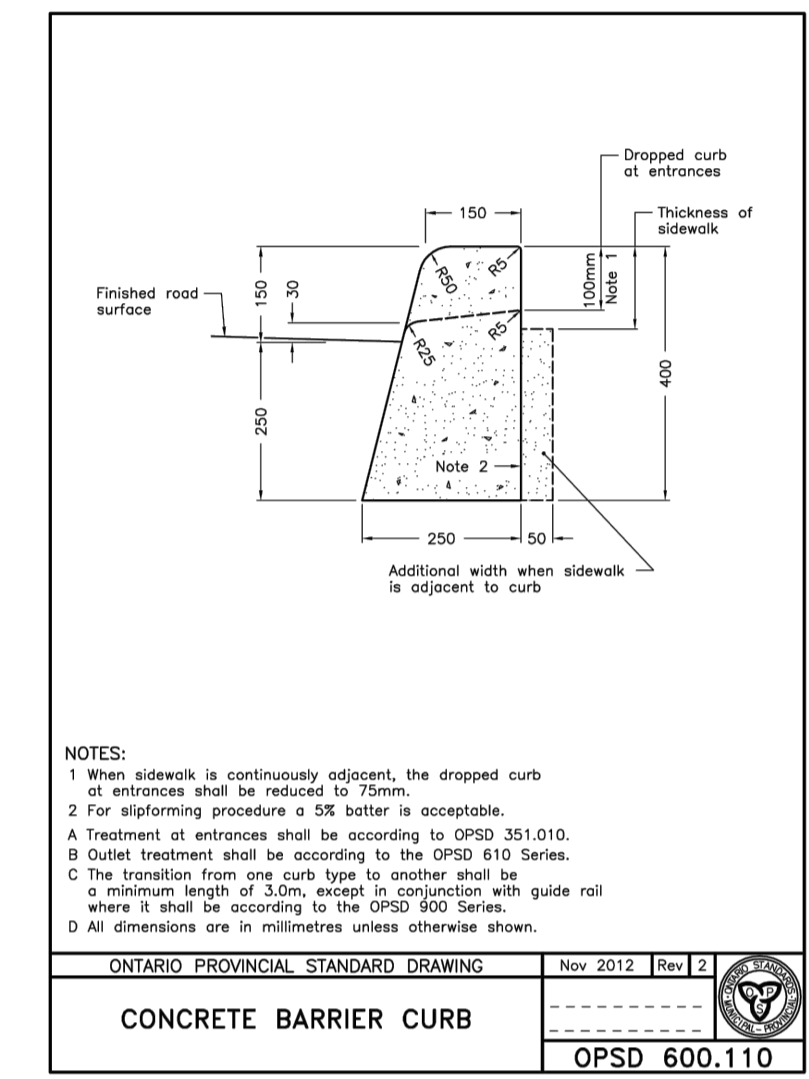 Dropped curb
at entrances
Thickness of
sidewalk
150
Finished road
surface
150
30
R50
R5
100mm
Note 1
R25
R5
400
250
Note 2
250
50
Additional width when sidewalk
is adjacent to curb
NOTES:
1 When sidewalk is continuously adjacent, the dropped curb
at entrances shall be reduced to 75mm.
2 For slipforming procedure a 5% batter is acceptable.
A Treatment at entrances shall be according to OPSD 351.010.
B Outlet treatment shall be according to the OPSD 610 Series.
C The transition from one curb type to another shall be
a minimum length of 3.0m, except in conjunction with guide rail
where it shall be according to the OPSD 900 Series.
D All dimensions are in millimetres unless otherwise shown.
ONTARIO PROVINCIAL STANDARD DRAWING
Nov 2012 Rev 2
CONCRETE BARRIER CURB
ONTARIO STANDARDS
MUNICIPAL-PROVINCIAL
O P S
OPSD 600.110